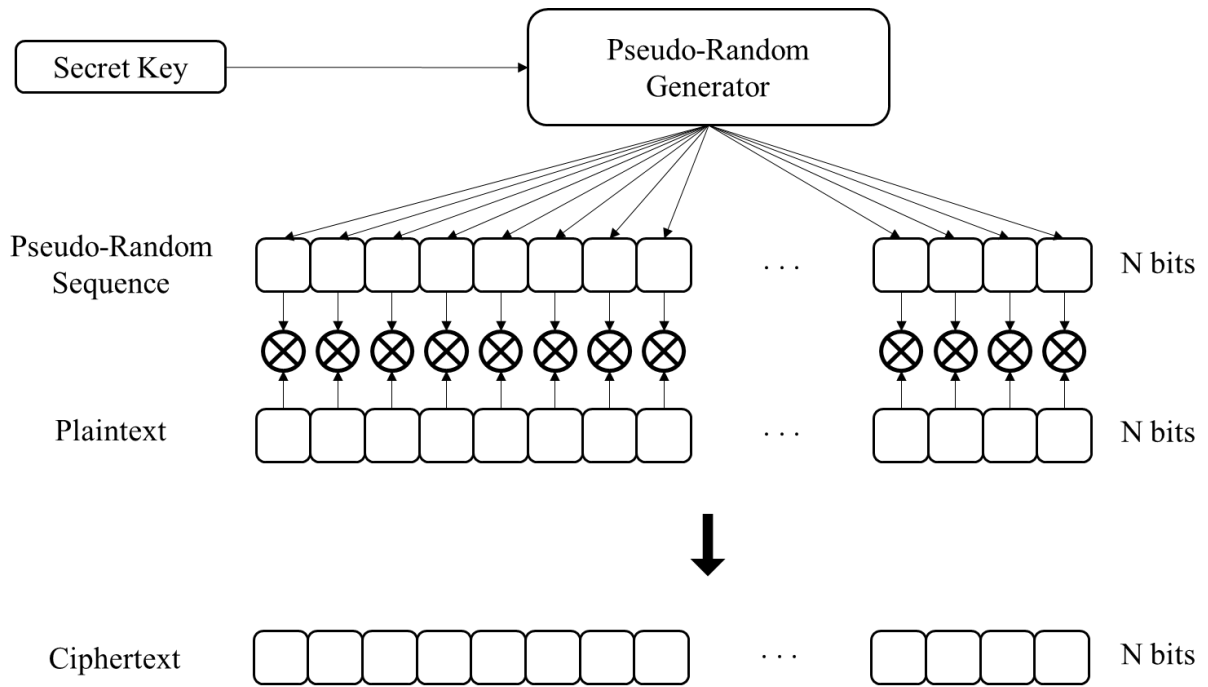 Secret Key
Pseudo-Random
Generator
Pseudo-Random
Sequence
. . .
N bits
Plaintext
. . .
N bits
Ciphertext
. . .
N bits